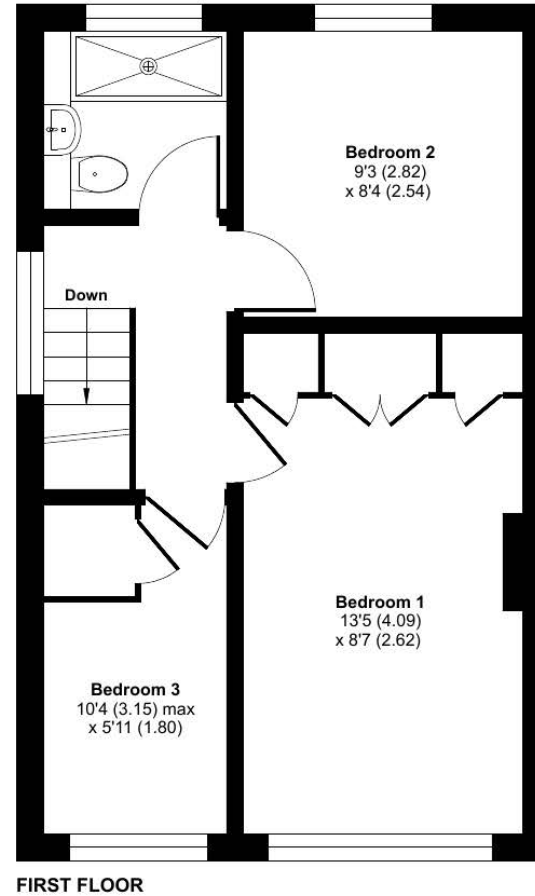 Bedroom 2
9'3 (2.82)
x 8'4 (2.54)
Down
Bedroom 1
13'5 (4.09)
x 8'7 (2.62)
Bedroom 3
10'4 (3.15) max
x 5'11 (1.80)
FIRST FLOOR